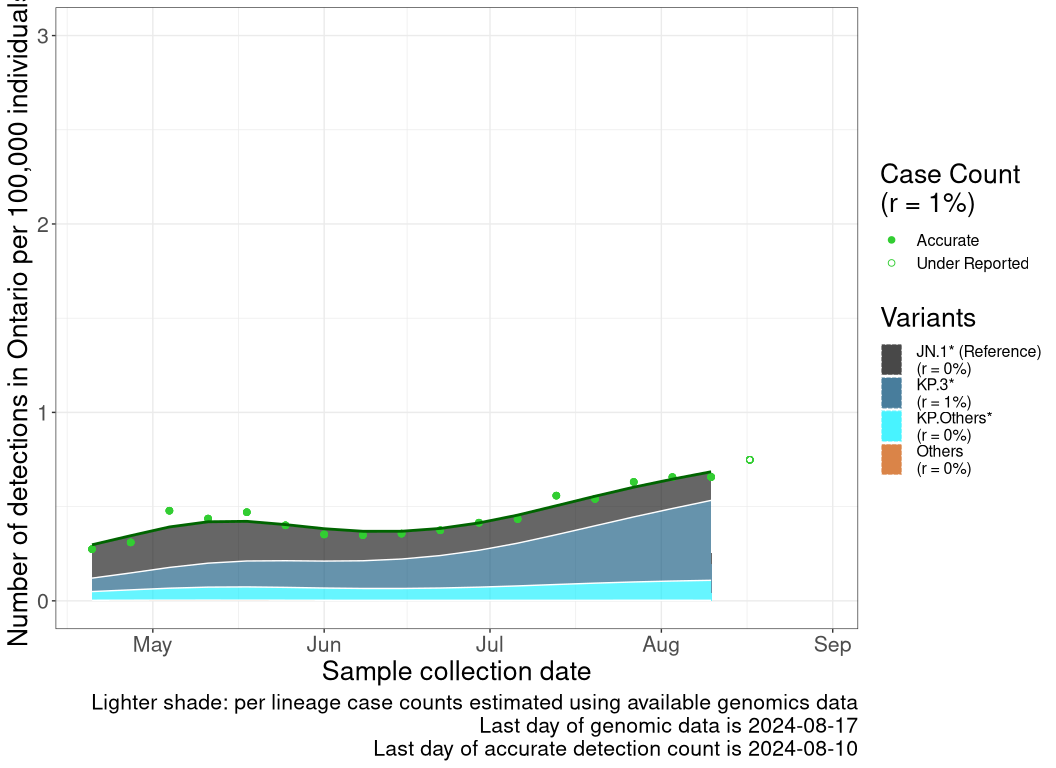 Number of detections in Ontario per 100,000 individuals
3
2
1
0
May
Jun
Jul
Aug
Sep
Sample collection date
Lighter shade: per lineage case counts estimated using available genomics data
Last day of genomic data is 2024-08-17
Last day of accurate detection count is 2024-08-10
Case Count
(r = 1%)
Accurate
Under Reported
Variants
JN.1* (Reference)
(r = 0%)
KP.3*
(r = 1%)
KP.Others*
(r = 0%)
Others
(r = 0%)